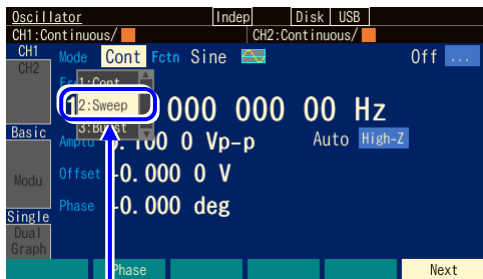 Oscillator Indep Disk USB
CH1:Continuous/ CH2:Continuous/
CH1 Mode Cont Fctn Sine Off ...
CH2
1:Cont
12:Sweep 000 000 00 Hz
3:Burst
Basic Amptd 0.100 0 Vp-p Auto High-Z
Modu Offset +0.000 0 V
Phase +0.000 deg
Single
Dual
Graph
Phase Next